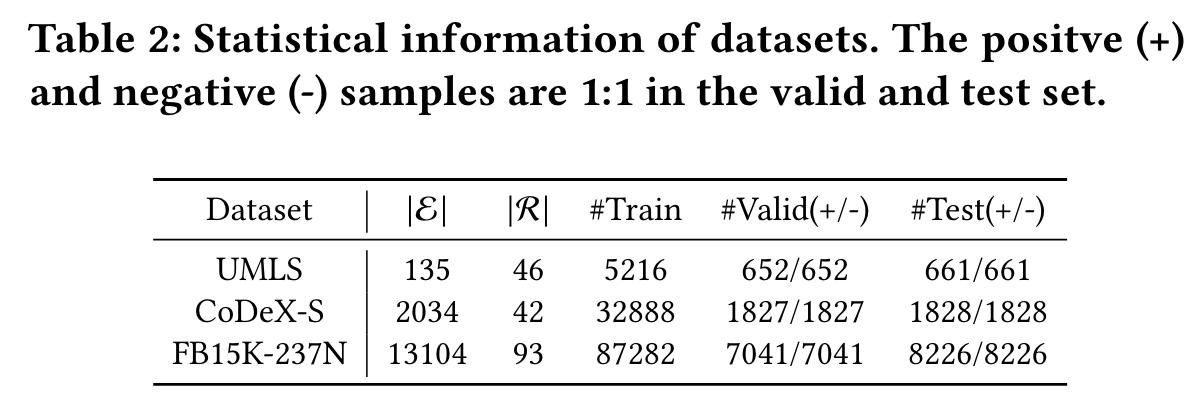 Table 2: Statistical information of datasets. The positve (+)
and negative (-) samples are 1:1 in the valid and test set.
Dataset |ℰ| |ℛ| #Train #Valid(+/-) #Test(+/-)
UMLS 135 46 5216 652/652 661/661
CoDeX-S 2034 42 32888 1827/1827 1828/1828
FB15K-237N 13104 93 87282 7041/7041 8226/8226